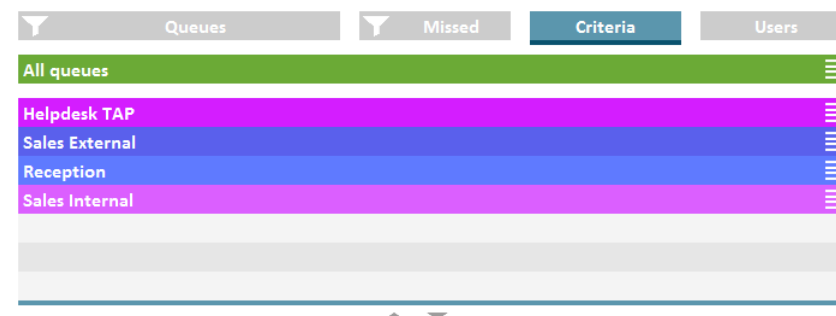 Queues Missed Criteria Users
All queues
Helpdesk TAP
Sales External
Reception
Sales Internal